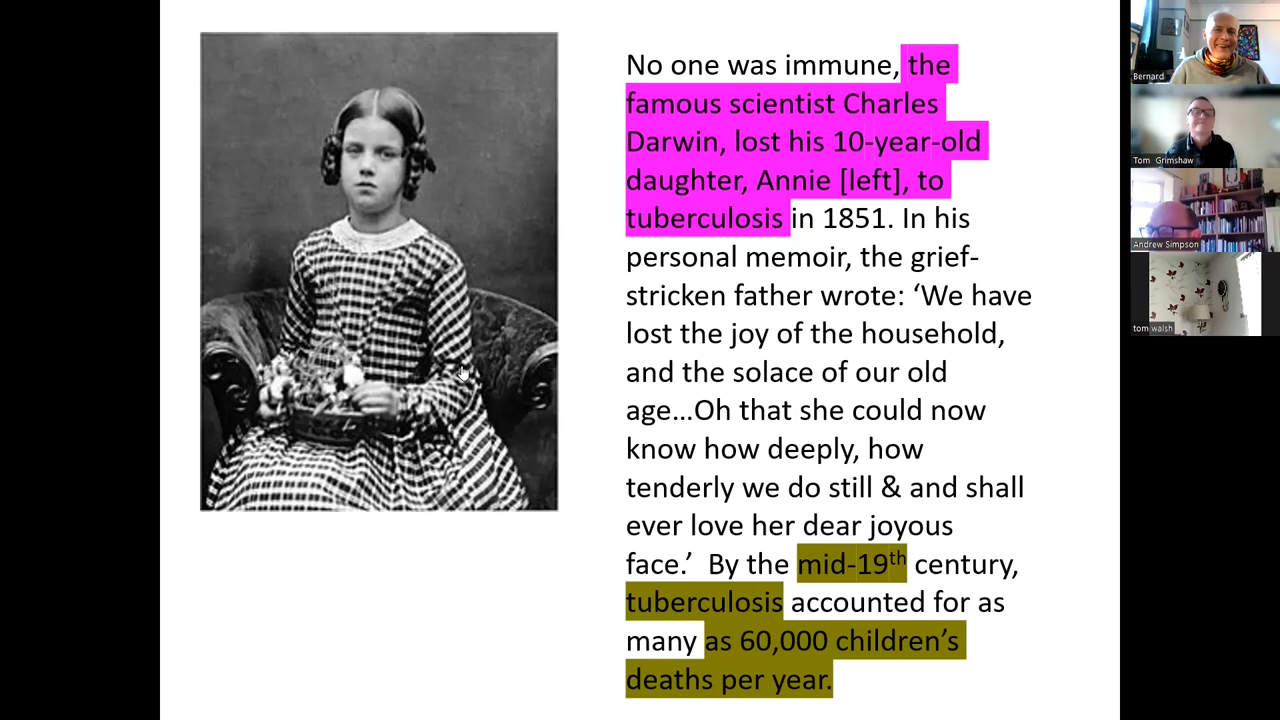 No one was immune, the
famous scientist Charles
Darwin, lost his 10-year-old
daughter, Annie [left], to
tuberculosis in 1851. In his
personal memoir, the grief-
stricken father wrote: ‘We have
lost the joy of the household,
and the solace of our old
age…Oh that she could now
know how deeply, how
tenderly we do still & and shall
ever love her dear joyous
face.’  By the mid-19th century,
tuberculosis accounted for as
many as 60,000 children’s
deaths per year.
Bernard
Tom Grimshaw
Andrew Simpson
tom walsh